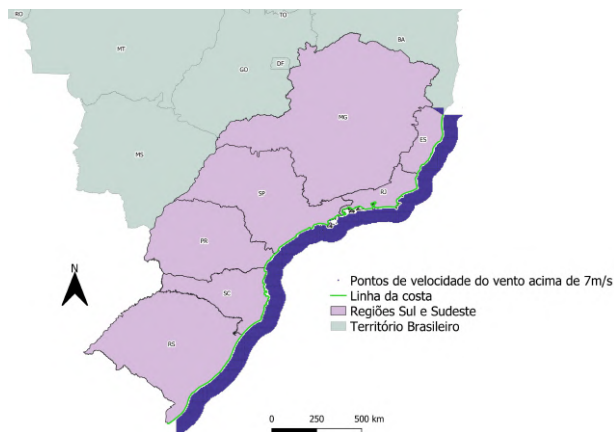 RO
TO
MT
BA
GO
DF
MG
MS
ES
SP
RJ
PR
N
SC
RS
Pontos de velocidade do vento acima de 7m/s
Linha da costa
Regiões Sul e Sudeste
Território Brasileiro
0 250 500 km